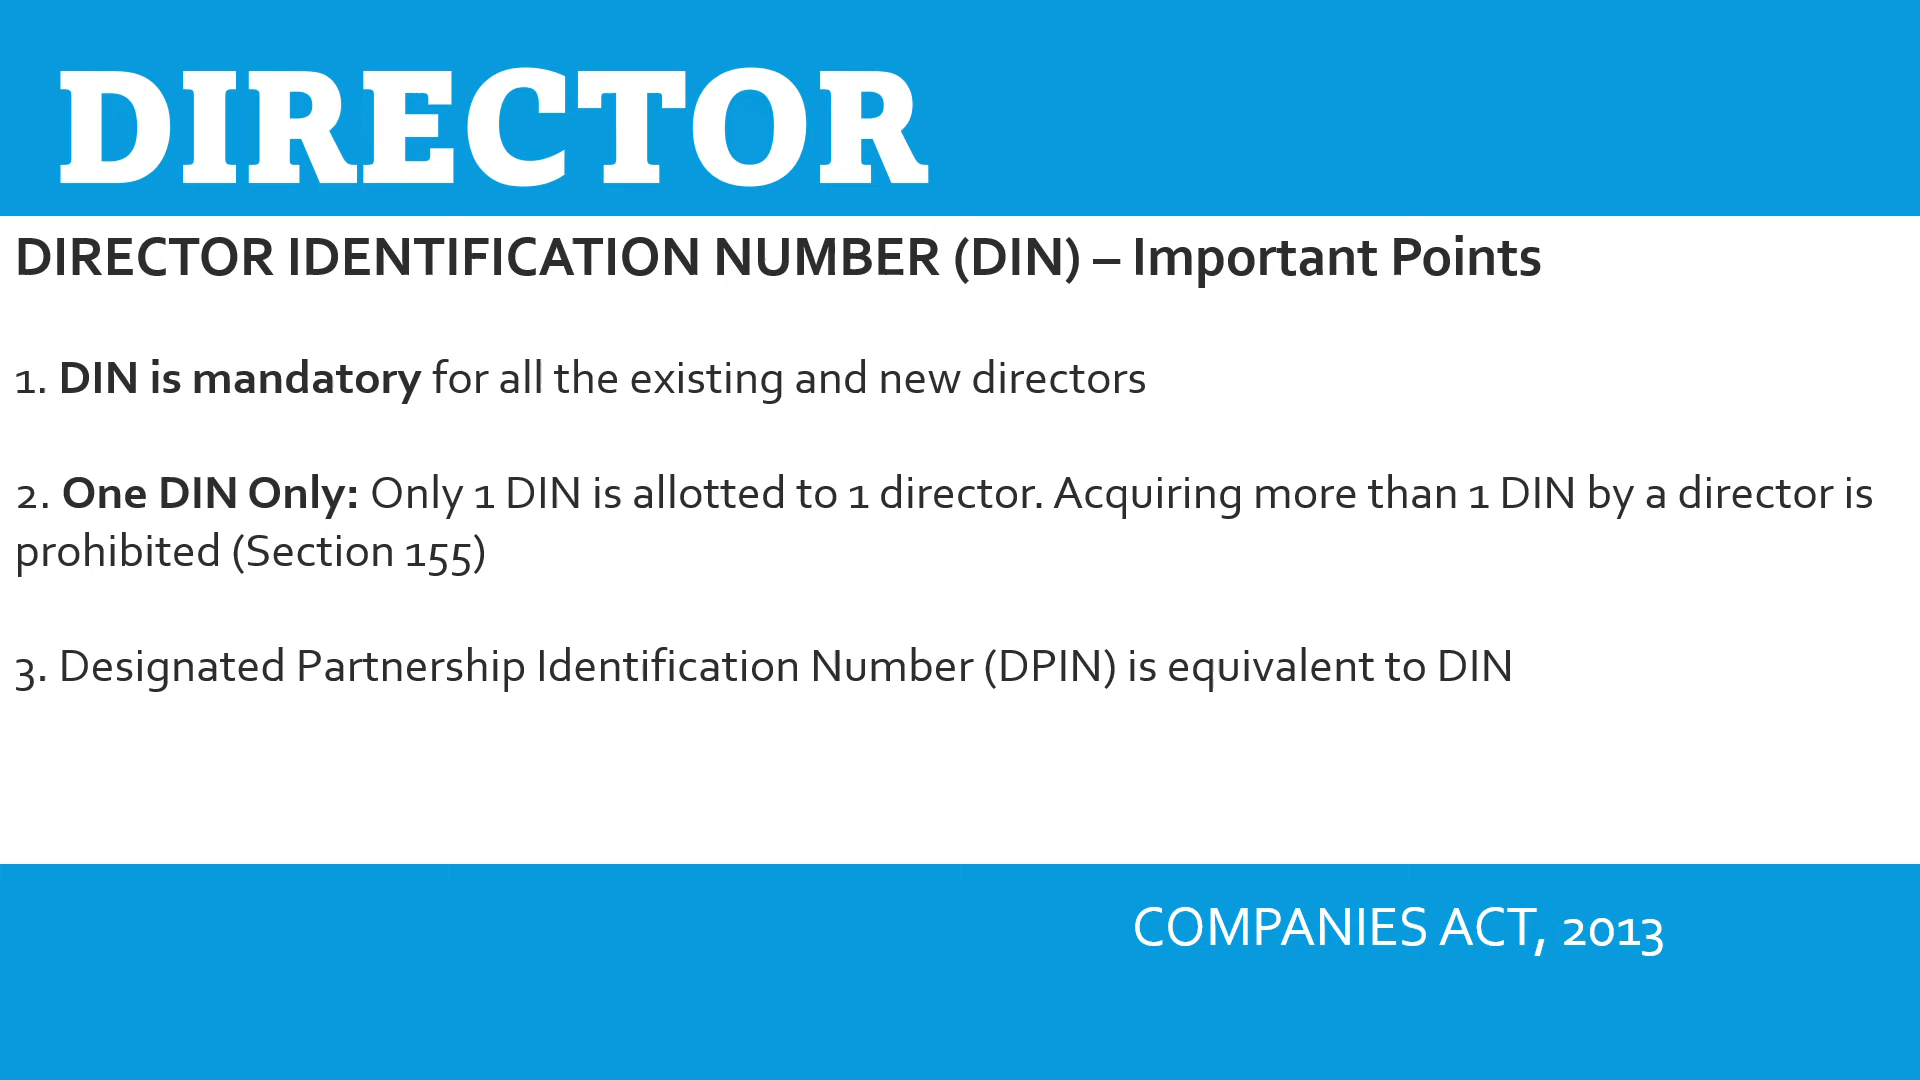 DIRECTOR
DIRECTOR IDENTIFICATION NUMBER (DIN) – Important Points
1. DIN is mandatory for all the existing and new directors
2. One DIN Only: Only 1 DIN is allotted to 1 director. Acquiring more than 1 DIN by a director is
prohibited (Section 155)
3. Designated Partnership Identification Number (DPIN) is equivalent to DIN
COMPANIES ACT, 2013